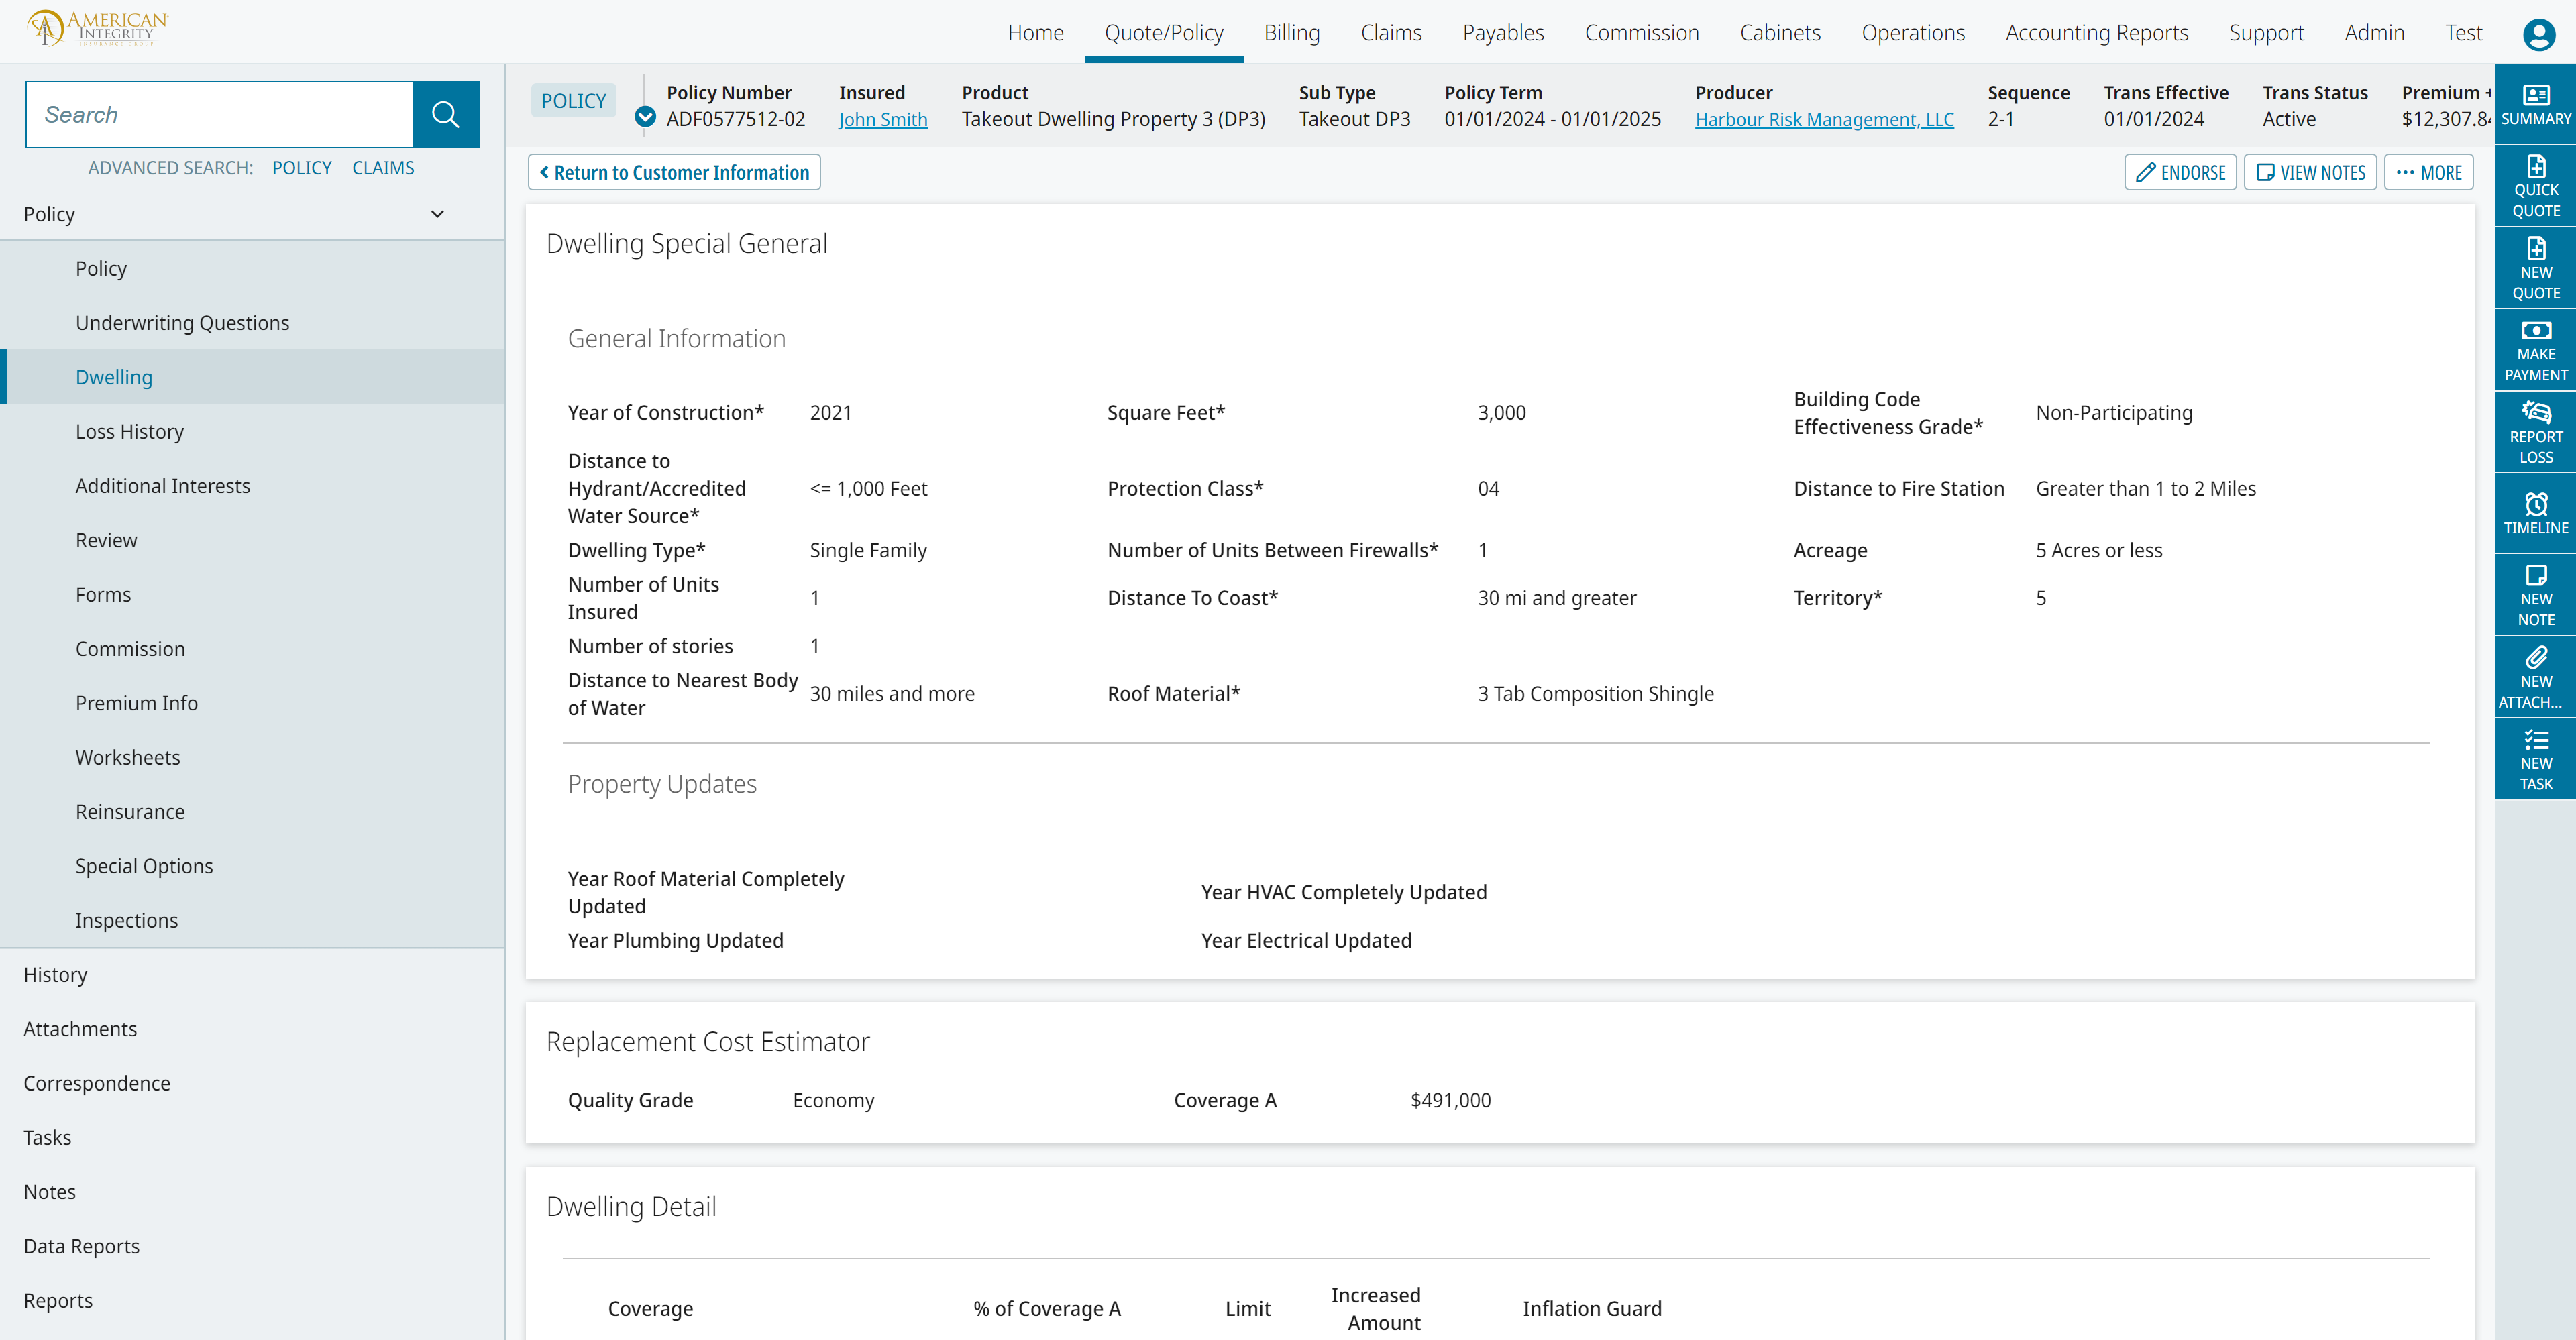 AMERICAN
INTEGRITY
INSURANCE GROUP
Home Quote/Policy Billing Claims Payables Commission Cabinets Operations Accounting Reports Support Admin Test
Search
ADVANCED SEARCH: POLICY CLAIMS
Policy
Policy
Underwriting Questions
Dwelling
Loss History
Additional Interests
Review
Forms
Commission
Premium Info
Worksheets
Reinsurance
Special Options
Inspections
History
Attachments
Correspondence
Tasks
Notes
Data Reports
Reports
POLICY
Policy Number Insured Product Sub Type Policy Term Producer Sequence Trans Effective Trans Status Premium +
ADF0577512-02 John Smith Takeout Dwelling Property 3 (DP3) Takeout DP3 01/01/2024 - 01/01/2025 Harbour Risk Management, LLC 2-1 01/01/2024 Active $12,307.84
Return to Customer Information
ENDORSE VIEW NOTES ··· MORE
Dwelling Special General
General Information
Year of Construction* 2021 Square Feet* 3,000 Building Code
Effectiveness Grade* Non-Participating
Distance to
Hydrant/Accredited
Water Source* <= 1,000 Feet Protection Class* 04 Distance to Fire Station Greater than 1 to 2 Miles
Dwelling Type* Single Family Number of Units Between Firewalls* 1 Acreage 5 Acres or less
Number of Units
Insured 1 Distance To Coast* 30 mi and greater Territory* 5
Number of stories 1
Distance to Nearest Body
of Water 30 miles and more Roof Material* 3 Tab Composition Shingle
Property Updates
Year Roof Material Completely
Updated Year HVAC Completely Updated
Year Plumbing Updated Year Electrical Updated
Replacement Cost Estimator
Quality Grade Economy Coverage A $491,000
Dwelling Detail
Coverage % of Coverage A Limit Increased
Amount Inflation Guard
SUMMARY
QUICK
QUOTE
NEW
QUOTE
MAKE
PAYMENT
REPORT
LOSS
TIMELINE
NEW
NOTE
NEW
ATTACH...
NEW
TASK